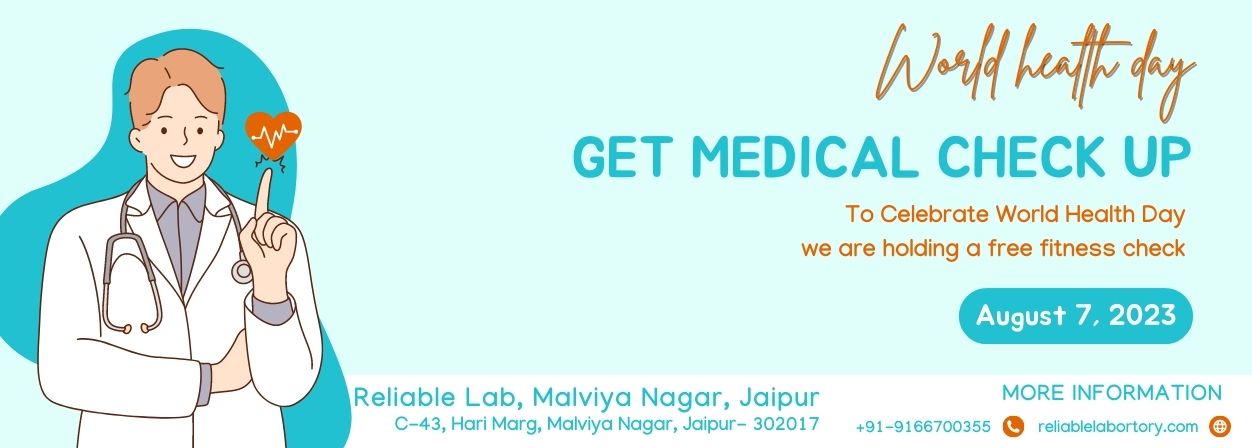 World health day
GET MEDICAL CHECK UP
To Celebrate World Health Day
we are holding a free fitness check
August 7, 2023
Reliable Lab, Malviya Nagar, Jaipur
C-43, Hari Marg, Malviya Nagar, Jaipur- 302017
MORE INFORMATION
+91-9166700355
reliablelabortory.com